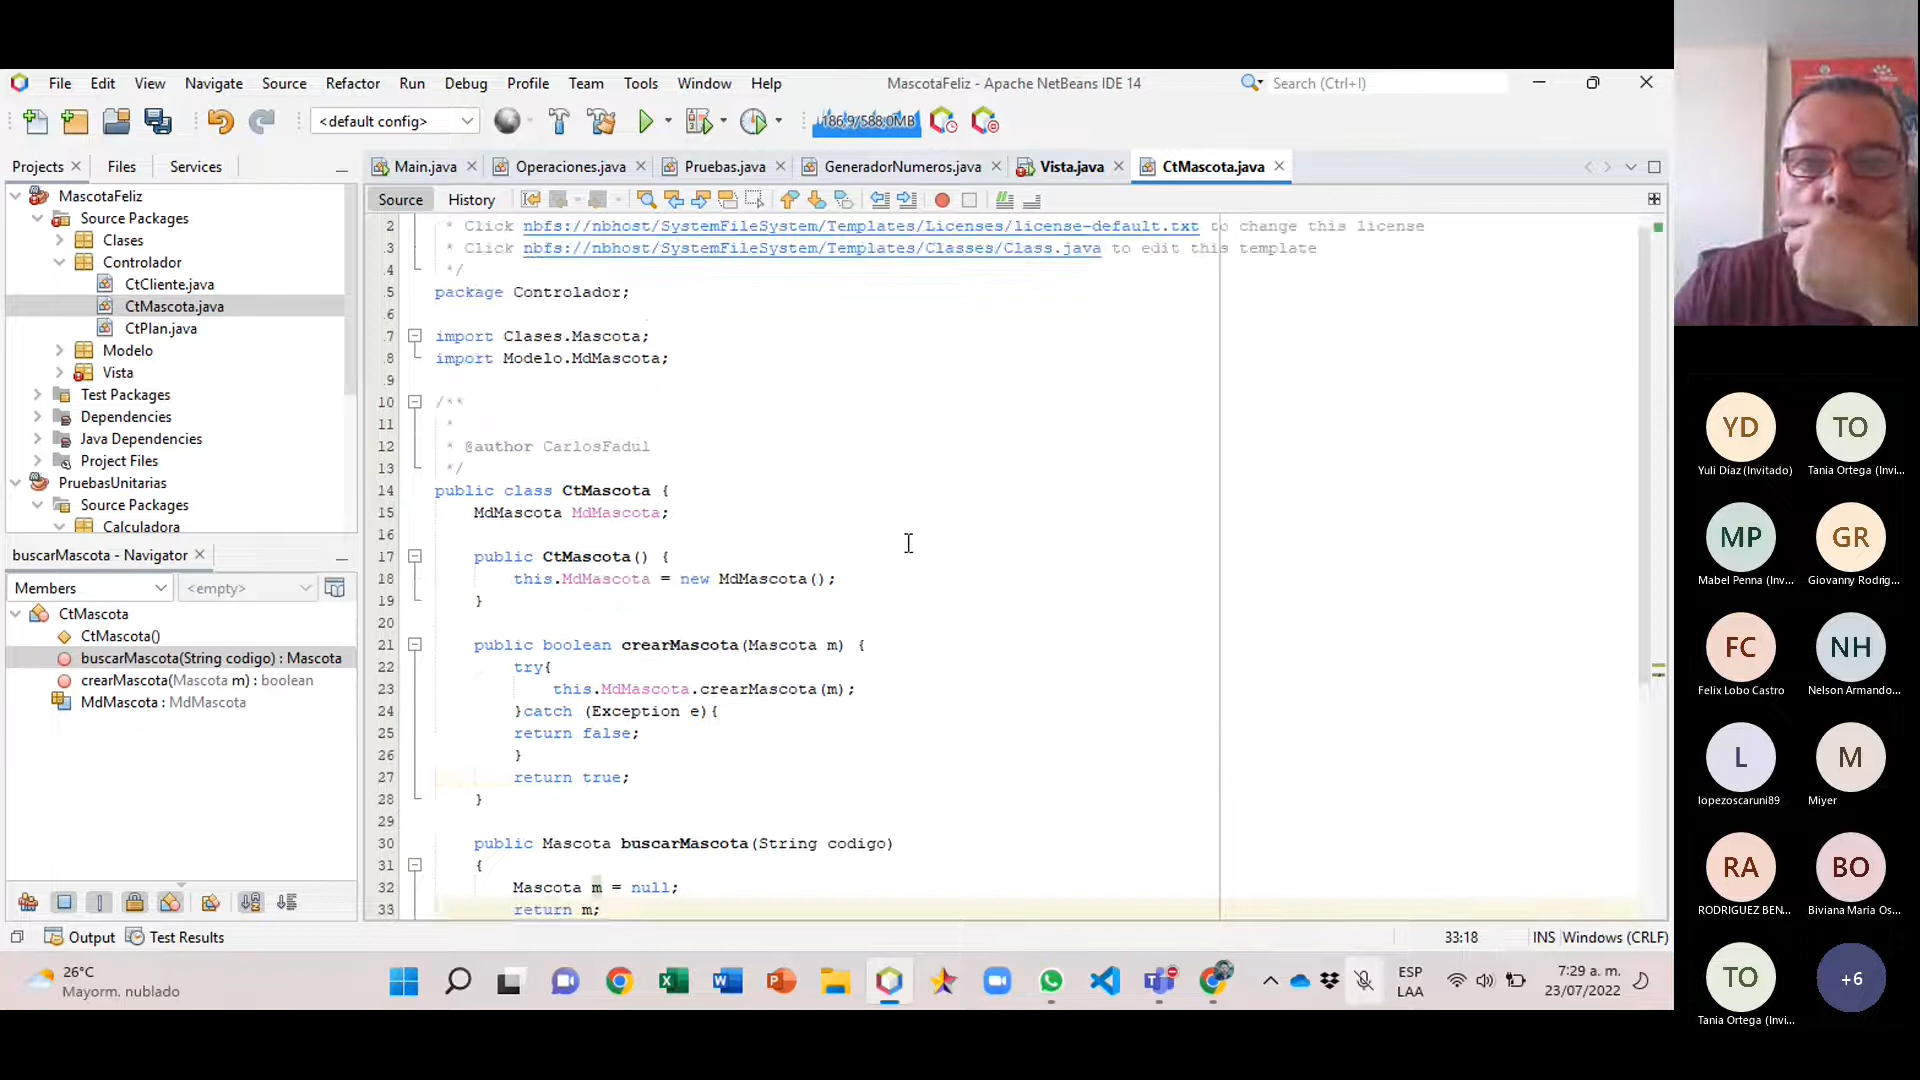 File Edit View Navigate Source Refactor Run Debug Profile Team Tools Window Help
MascotaFeliz - Apache NetBeans IDE 14
Search (Ctrl+I)
<default config>
186,9/588,0MB
Projects Files Services
Main.java Operaciones.java Pruebas.java GeneradorNumeros.java Vista.java CtMascota.java
Source History
MascotaFeliz
Source Packages
Clases
Controlador
CtCliente.java
CtMascota.java
CtPlan.java
Modelo
Vista
Test Packages
Dependencies
Java Dependencies
Project Files
PruebasUnitarias
Source Packages
Calculadora
buscarMascota - Navigator
Members <empty>
CtMascota
CtMascota()
buscarMascota(String codigo) : Mascota
crearMascota(Mascota m) : boolean
MdMascota : MdMascota
2 * Click nbfs://nbhost/SystemFileSystem/Templates/Licenses/license-default.txt to change this license
3 * Click nbfs://nbhost/SystemFileSystem/Templates/Classes/Class.java to edit this template
4 */
5 package Controlador;
6
7 import Clases.Mascota;
8 import Modelo.MdMascota;
9
10 /**
11 *
12 * @author CarlosFadul
13 */
14 public class CtMascota {
15 MdMascota MdMascota;
16
17 public CtMascota() {
18 this.MdMascota = new MdMascota();
19 }
20
21 public boolean crearMascota(Mascota m) {
22 try{
23 this.MdMascota.crearMascota(m);
24 }catch (Exception e){
25 return false;
26 }
27 return true;
28 }
29
30 public Mascota buscarMascota(String codigo)
31 {
32 Mascota m = null;
33 return m;
Output Test Results
33:18 INS Windows (CRLF)
26°C
Mayorm. nublado
ESP
LAA
7:29 a. m.
23/07/2022
YD TO
Yuli Díaz (Invitado) Tania Ortega (Invi...
MP GR
Mabel Penna (Inv... Giovanny Rodrig...
FC NH
Felix Lobo Castro Nelson Armando...
L M
lopezoscaruni89 Miyer
RA BO
RODRIGUEZ BEN... Biviana Maria Os...
TO +6
Tania Ortega (Invi...